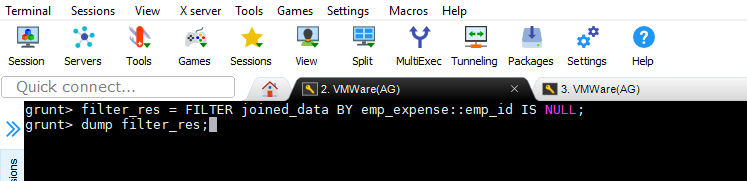 Terminal Sessions View X server Tools Games Settings Macros Help
Session Servers Tools Games Sessions View Split MultiExec Tunneling Packages Settings Help
Quick connect... 2. VMWare(AG) 3. VMWare(AG)
grunt> filter_res = FILTER joined_data BY emp_expense::emp_id IS NULL;
grunt> dump filter_res;
sions